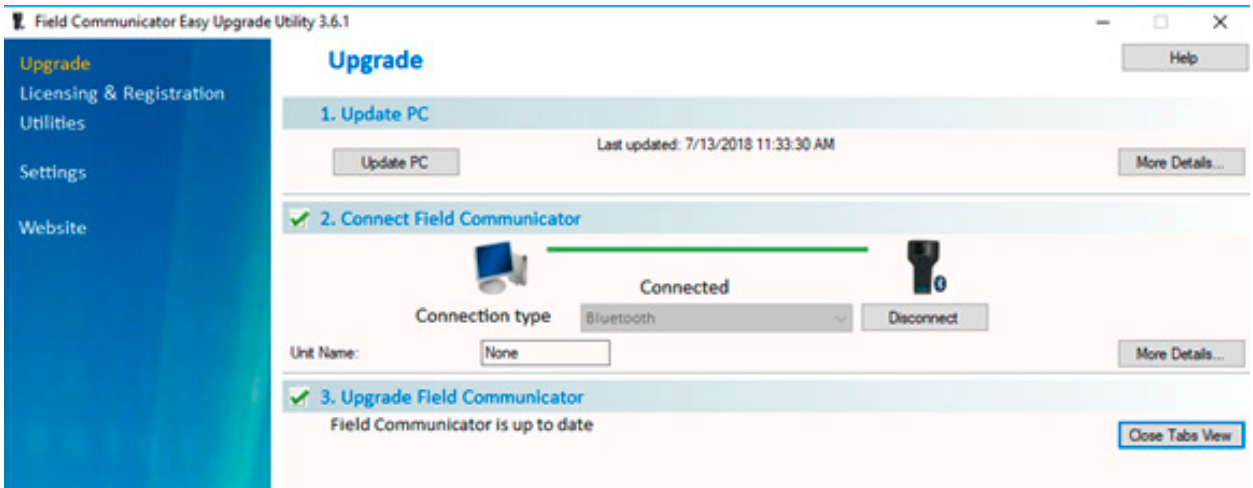 Field Communicator Easy Upgrade Utility 3.6.1
Upgrade
Licensing & Registration
Utilities
Settings
Website
Upgrade
Help
1. Update PC
Last updated: 7/13/2018 11:33:30 AM
Update PC
More Details...
2. Connect Field Communicator
Connected
Connection type
Bluetooth
Disconnect
Unit Name:
None
More Details...
3. Upgrade Field Communicator
Field Communicator is up to date
Close Tabs View